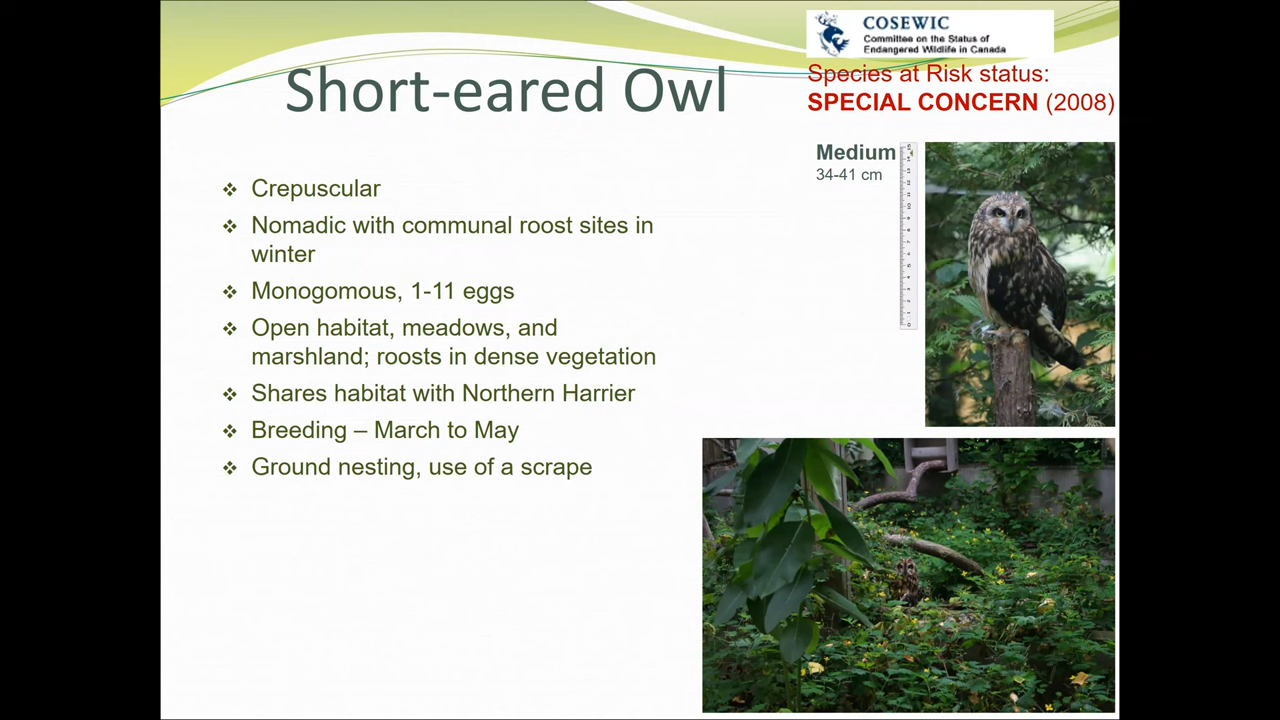 COSEWIC
Committee on the Status of
Endangered Wildlife in Canada
Short-eared Owl
Species at Risk status:
SPECIAL CONCERN (2008)
Medium
34-41 cm
❖ Crepuscular
❖ Nomadic with communal roost sites in
winter
❖ Monogomous, 1-11 eggs
❖ Open habitat, meadows, and
marshland; roosts in dense vegetation
❖ Shares habitat with Northern Harrier
❖ Breeding – March to May
❖ Ground nesting, use of a scrape